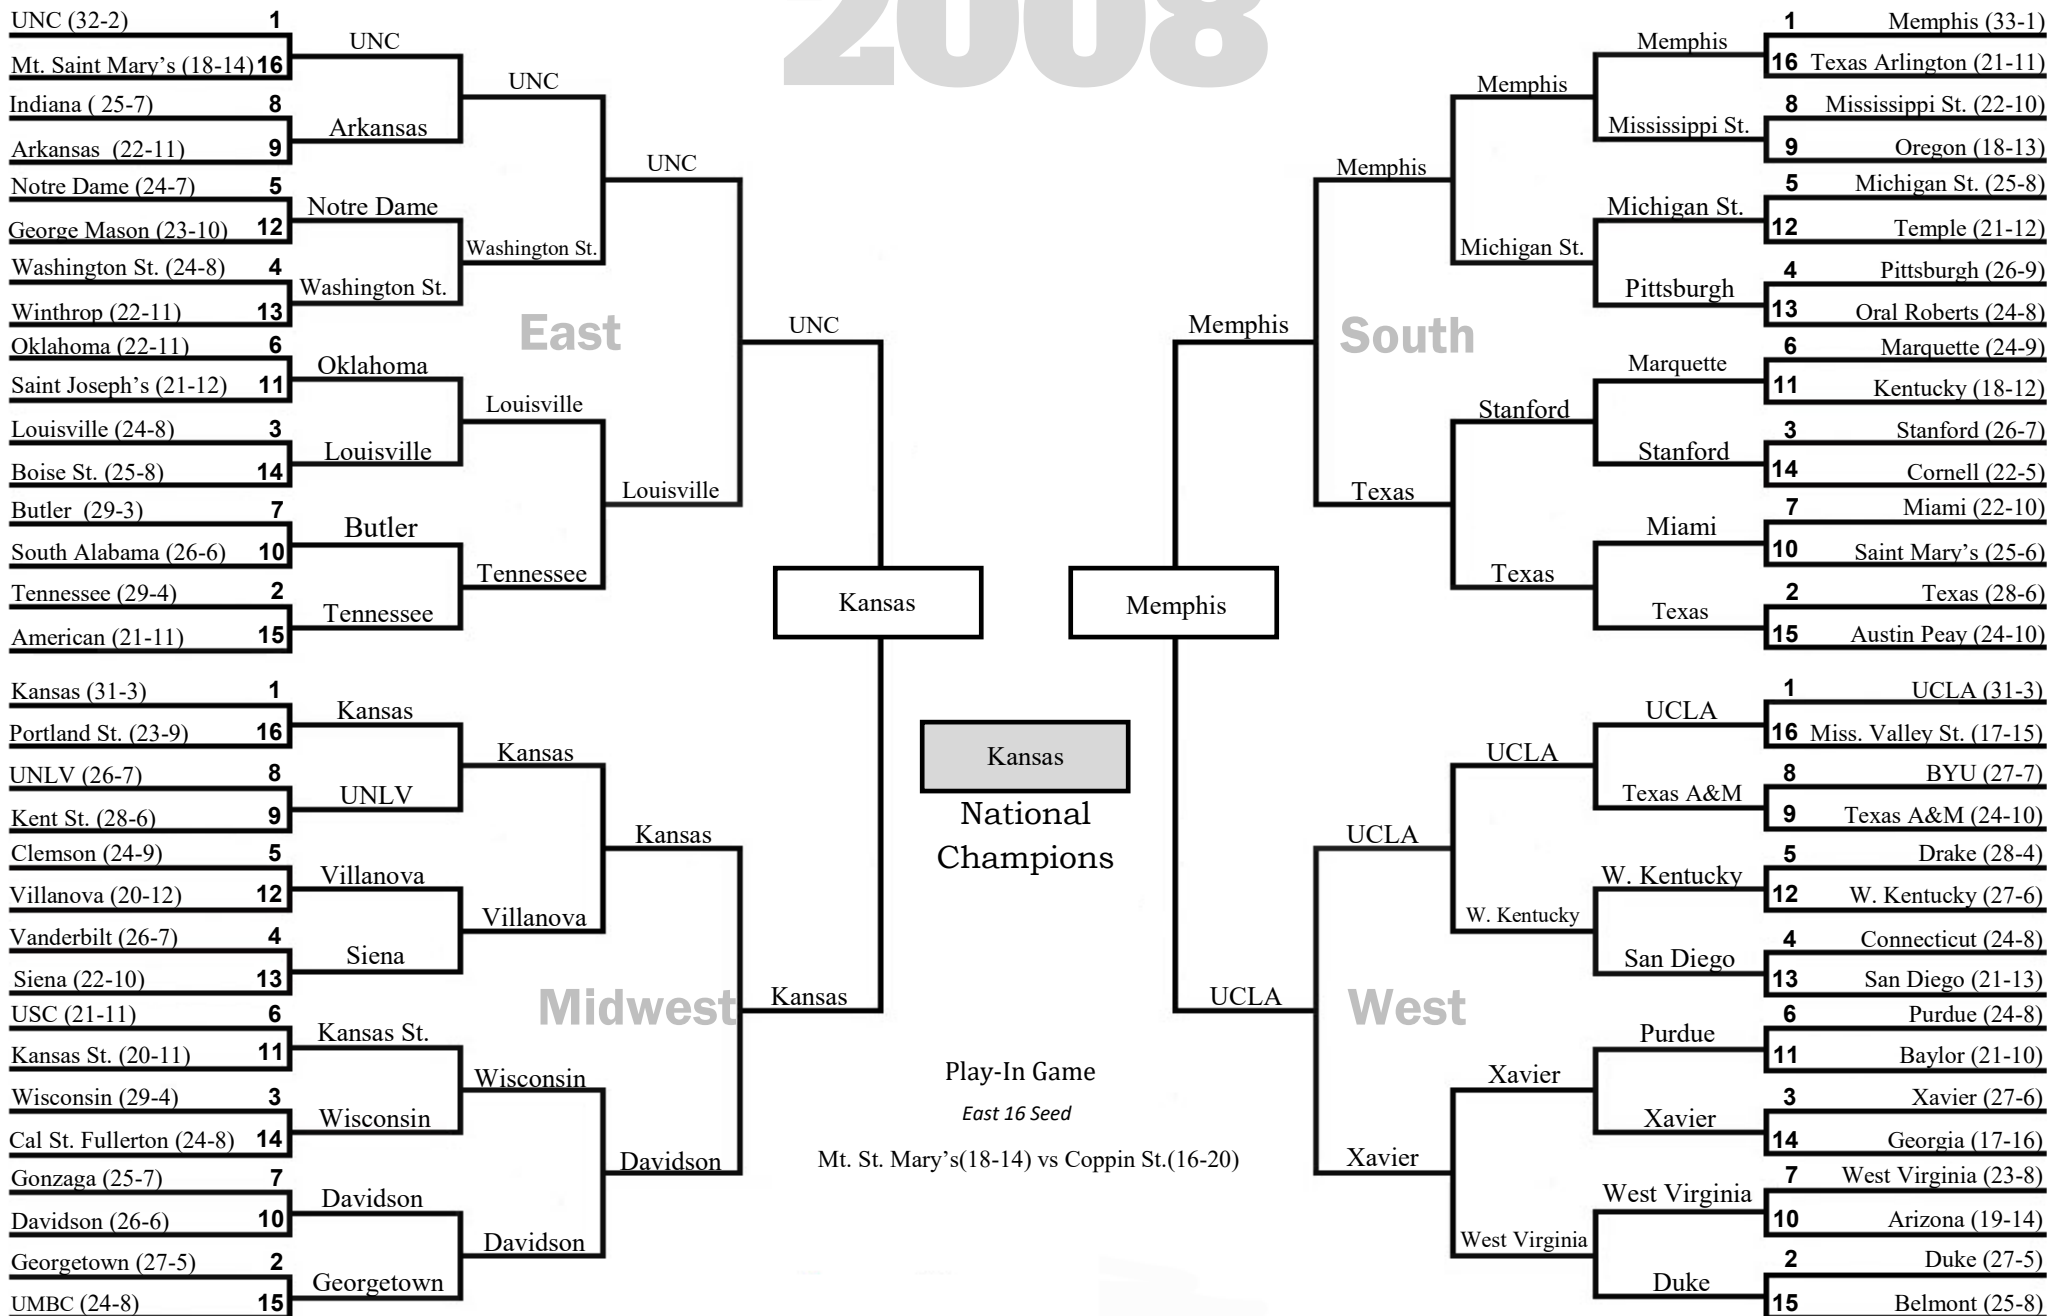 2008
UNC (32-2) 1
Mt. Saint Mary's (18-14) 16
Indiana ( 25-7) 8
Arkansas (22-11) 9
Notre Dame (24-7) 5
George Mason (23-10) 12
Washington St. (24-8) 4
Winthrop (22-11) 13
Oklahoma (22-11) 6
Saint Joseph's (21-12) 11
Louisville (24-8) 3
Boise St. (25-8) 14
Butler (29-3) 7
South Alabama (26-6) 10
Tennessee (29-4) 2
American (21-11) 15
UNC
Arkansas
Notre Dame
Washington St.
Oklahoma
Louisville
Butler
Tennessee
UNC
Washington St.
Louisville
Tennessee
UNC
Louisville
East
UNC
Kansas (31-3) 1
Portland St. (23-9) 16
UNLV (26-7) 8
Kent St. (28-6) 9
Clemson (24-9) 5
Villanova (20-12) 12
Vanderbilt (26-7) 4
Siena (22-10) 13
USC (21-11) 6
Kansas St. (20-11) 11
Wisconsin (29-4) 3
Cal St. Fullerton (24-8) 14
Gonzaga (25-7) 7
Davidson (26-6) 10
Georgetown (27-5) 2
UMBC (24-8) 15
Kansas
UNLV
Villanova
Siena
Kansas St.
Wisconsin
Davidson
Georgetown
Kansas
Villanova
Wisconsin
Davidson
Kansas
Davidson
Midwest
Kansas
Kansas
Memphis
Kansas
National
Champions
Play-In Game
East 16 Seed
Mt. St. Mary's(18-14) vs Coppin St.(16-20)
1 Memphis (33-1)
16 Texas Arlington (21-11)
8 Mississippi St. (22-10)
9 Oregon (18-13)
5 Michigan St. (25-8)
12 Temple (21-12)
4 Pittsburgh (26-9)
13 Oral Roberts (24-8)
6 Marquette (24-9)
11 Kentucky (18-12)
3 Stanford (26-7)
14 Cornell (22-5)
7 Miami (22-10)
10 Saint Mary's (25-6)
2 Texas (28-6)
15 Austin Peay (24-10)
Memphis
Mississippi St.
Michigan St.
Pittsburgh
Marquette
Stanford
Miami
Texas
Memphis
Michigan St.
Stanford
Texas
Memphis
Texas
South
Memphis
1 UCLA (31-3)
16 Miss. Valley St. (17-15)
8 BYU (27-7)
9 Texas A&M (24-10)
5 Drake (28-4)
12 W. Kentucky (27-6)
4 Connecticut (24-8)
13 San Diego (21-13)
6 Purdue (24-8)
11 Baylor (21-10)
3 Xavier (27-6)
14 Georgia (17-16)
7 West Virginia (23-8)
10 Arizona (19-14)
2 Duke (27-5)
15 Belmont (25-8)
UCLA
Texas A&M
W. Kentucky
San Diego
Purdue
Xavier
West Virginia
Duke
UCLA
W. Kentucky
Xavier
West Virginia
UCLA
Xavier
West
UCLA